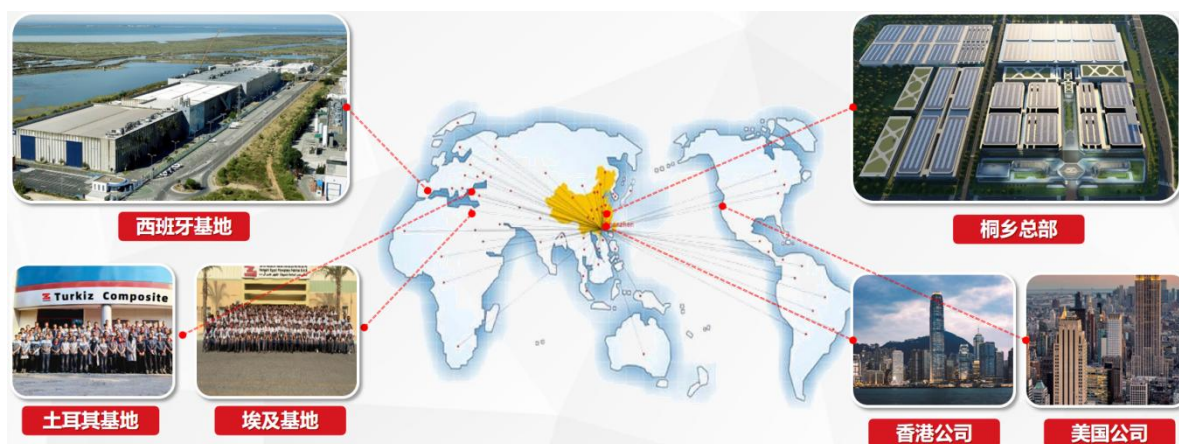 西班牙基地
桐乡总部
Turkiz Composite
土耳其基地
埃及基地
香港公司
美国公司